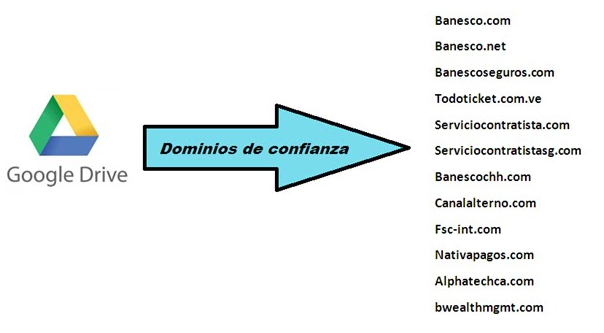 Google Drive
Dominios de confianza
Banesco.com
Banesco.net
Banescoseguros.com
Todoticket.com.ve
Serviciocontratista.com
Serviciocontratistasg.com
Banescochh.com
Canalalterno.com
Fsc-int.com
Nativapagos.com
Alphatechca.com
bwealthmgmt.com